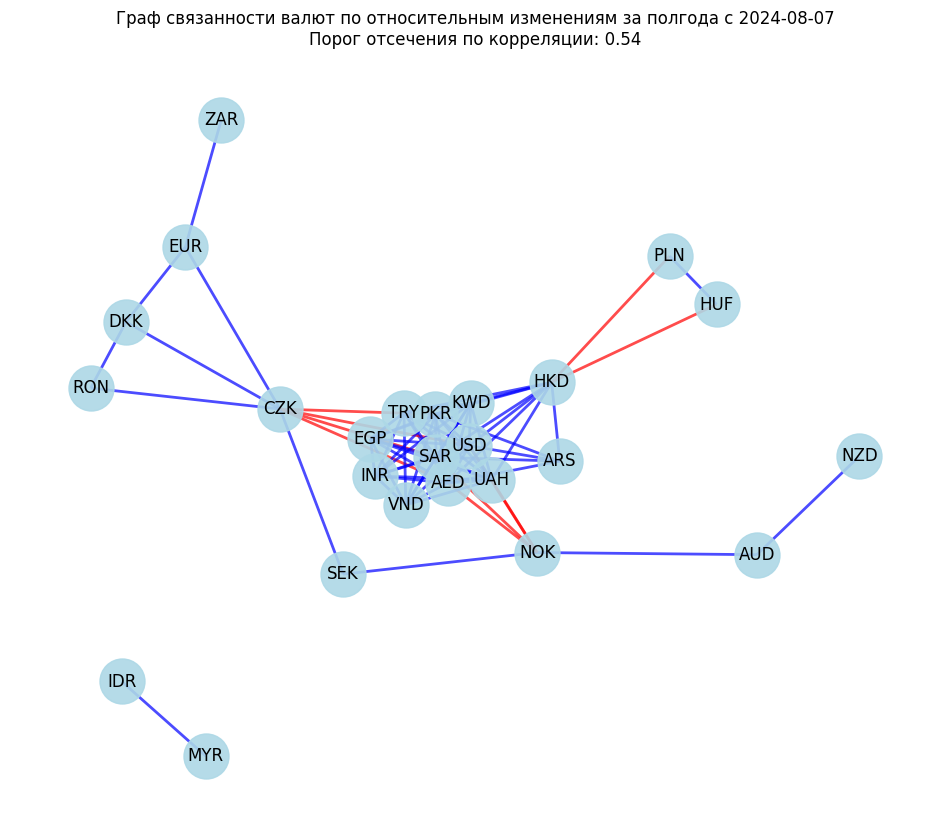 Граф связанности валют по относительным изменениям за полгода с 2024-08-07
Порог отсечения по корреляции: 0.54
ZAR
EUR
PLN
HUF
DKK
HKD
RON
KWD
CZK
TRY
PKR
EGP
USD
SAR
ARS
NZD
INR
AED
UAH
VND
NOK
AUD
SEK
IDR
MYR